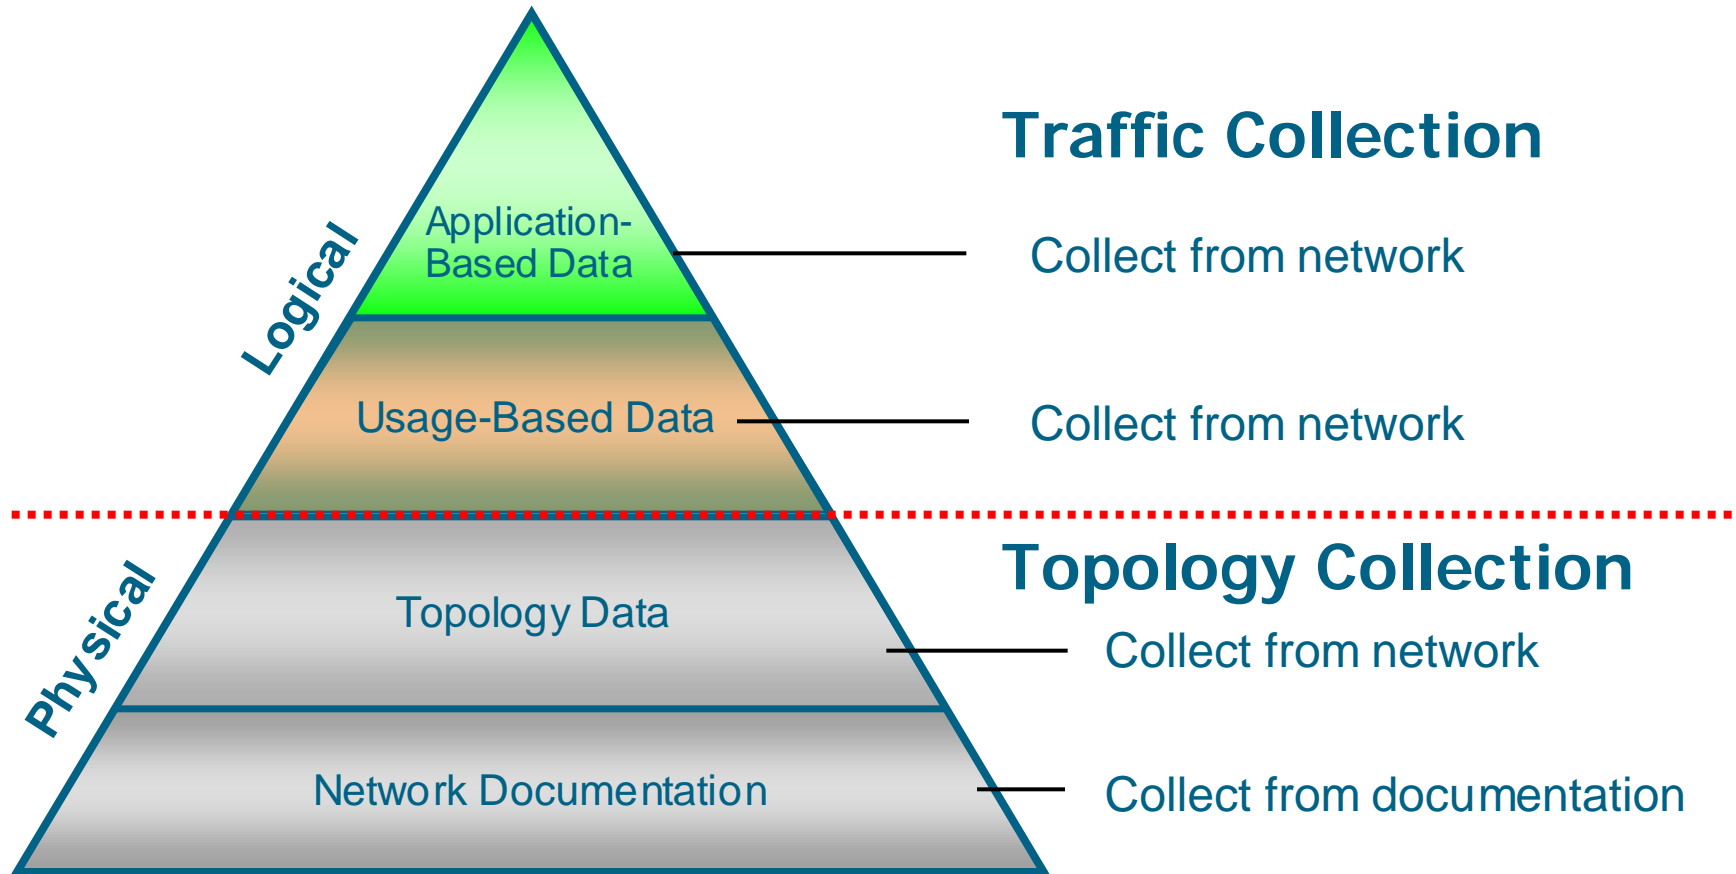 Traffic Collection
Logical
Application-
Based Data
Collect from network
Usage-Based Data
Collect from network
Topology Collection
Physical
Topology Data
Collect from network
Network Documentation
Collect from documentation